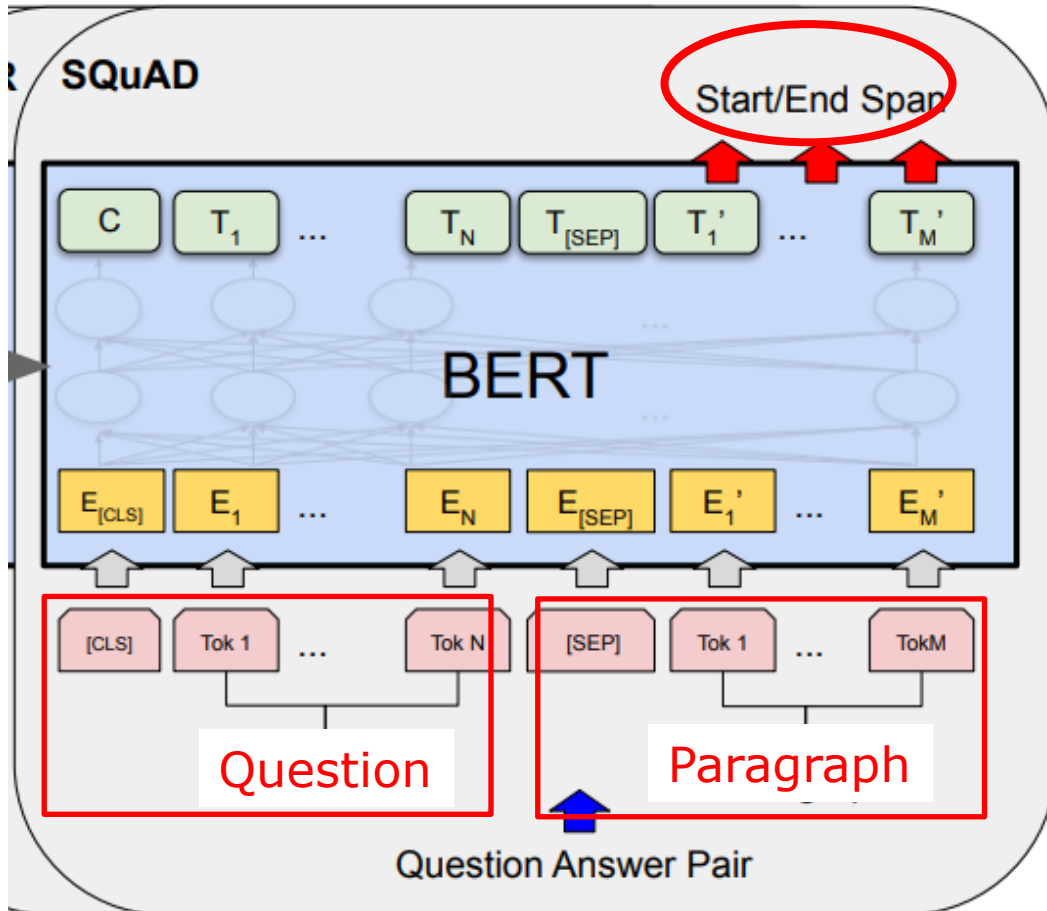 R
SQuAD
Start/End Span
C T1 ... TN T[SEP] T1’ ... TM’
...
BERT
...
E[CLS] E1 ... EN E[SEP] E1’ ... EM’
[CLS] Tok 1 ... Tok N [SEP] Tok 1 ... TokM
Question Paragraph
Question Answer Pair